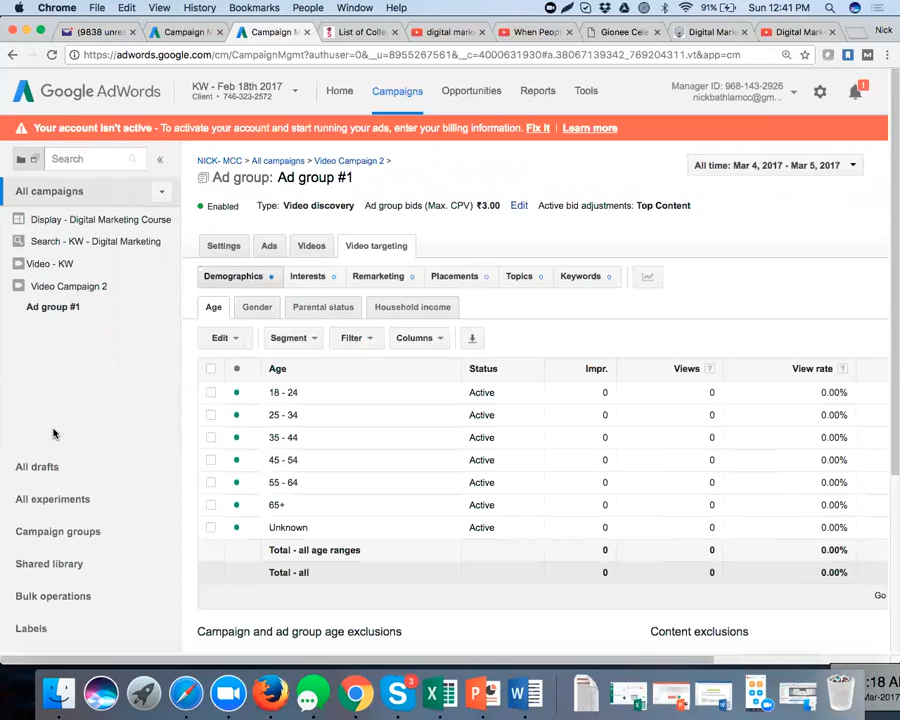 Chrome File Edit View History Bookmarks People Window Help 91% Sun 12:41 PM
(9838 unre Campaign M Campaign M List of Colle digital marke When People Gionee Cele Digital Mark Digital Mark Nick
https://adwords.google.com/cm/CampaignMgmt?authuser=0&__u=8955267561&__c=4000631930#a.38067139342_769204311.vt&app=cm
Google AdWords
KW - Feb 18th 2017
Client - 746-323-2572
Home Campaigns Opportunities Reports Tools
Manager ID: 968-143-2926
nickbathlamcc@gm...
Your account isn't active - To activate your account and start running your ads, enter your billing information. Fix It Learn more
Search «
All campaigns
Display - Digital Marketing Course
Search - KW - Digital Marketing
Video - KW
Video Campaign 2
Ad group #1
All drafts
All experiments
Campaign groups
Shared library
Bulk operations
Labels
NICK- MCC > All campaigns > Video Campaign 2 >
Ad group: Ad group #1
All time: Mar 4, 2017 - Mar 5, 2017
Enabled Type: Video discovery Ad group bids (Max. CPV) ₹3.00 Edit Active bid adjustments: Top Content
Settings Ads Videos Video targeting
Demographics Interests Remarketing Placements Topics Keywords
Age Gender Parental status Household income
Edit Segment Filter Columns
Age Status Impr. Views ? View rate ?
18 - 24 Active 0 0 0.00%
25 - 34 Active 0 0 0.00%
35 - 44 Active 0 0 0.00%
45 - 54 Active 0 0 0.00%
55 - 64 Active 0 0 0.00%
65+ Active 0 0 0.00%
Unknown Active 0 0 0.00%
Total - all age ranges 0 0 0.00%
Total - all 0 0 0.00%
Go
Campaign and ad group age exclusions Content exclusions
3
:18 A
Mar-2017